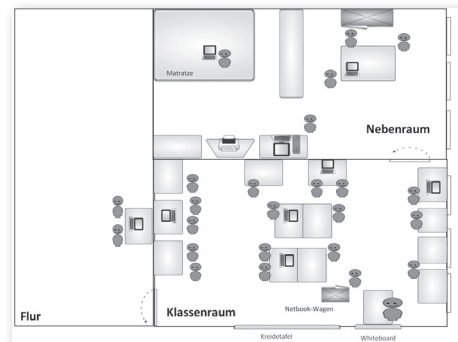 Matratze
Nebenraum
Flur
Klassenraum
Netbook-Wagen
Kreidetafel
Whiteboard